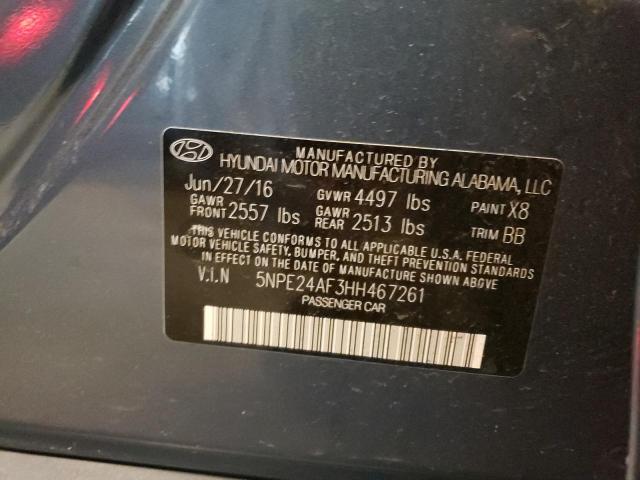 MANUFACTURED BY
HYUNDAI MOTOR MANUFACTURING ALABAMA, LLC
Jun/27/16 GVWR 4497 lbs PAINT X8
GAWR FRONT 2557 lbs GAWR REAR 2513 lbs TRIM BB
THIS VEHICLE CONFORMS TO ALL APPLICABLE U.S.A. FEDERAL
MOTOR VEHICLE SAFETY, BUMPER, AND THEFT PREVENTION STANDARDS
IN EFFECT ON THE DATE OF MANUFACTURE SHOWN ABOVE
V.I.N 5NPE24AF3HH467261
PASSENGER CAR